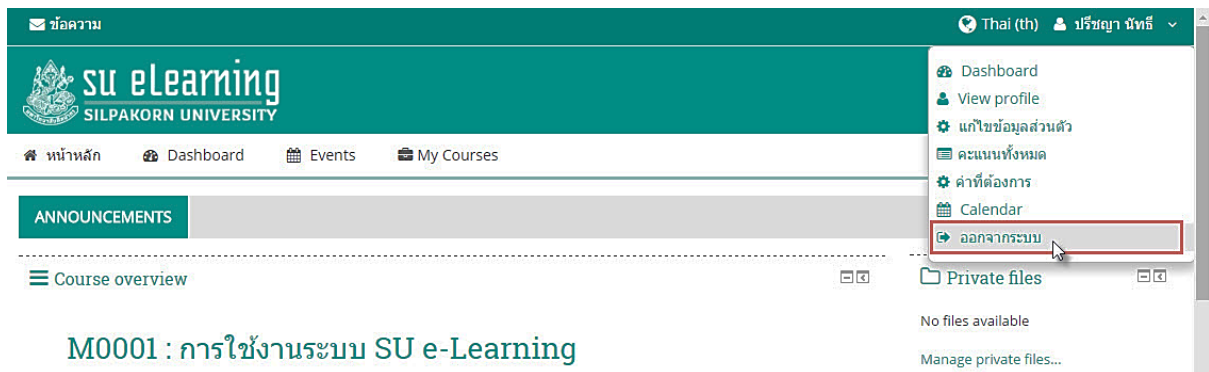 ข้อความ
Thai (th) ปรีชญา นัทธี
su eLearning
SILPAKORN UNIVERSITY
Dashboard
View profile
แก้ไขข้อมูลส่วนตัว
คะแนนทั้งหมด
ค่าที่ต้องการ
Calendar
ออกจากระบบ
หน้าหลัก Dashboard Events My Courses
ANNOUNCEMENTS
Course overview
M0001 : การใช้งานระบบ SU e-Learning
Private files
No files available
Manage private files...